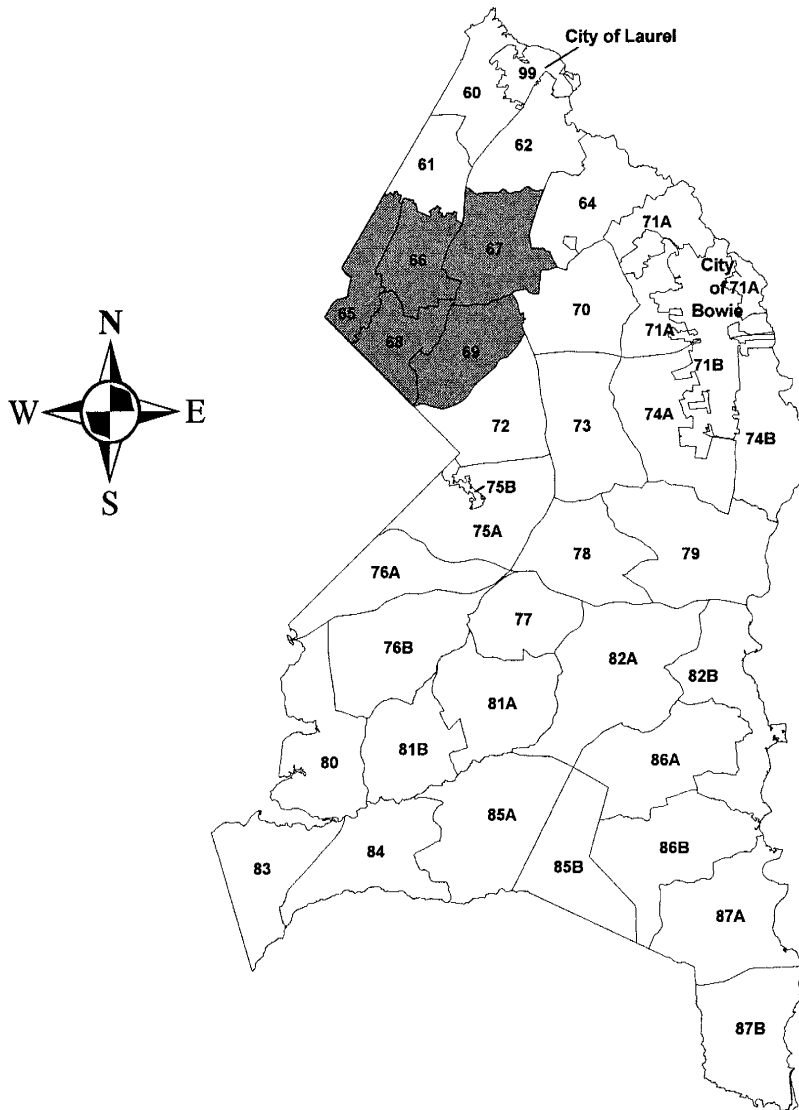 City of Laurel
99
60
62
61
64
71A
66
67
City
of 71A
Bowie
65
70
71A
68
69
71B
N
W E
S
72
73
74A
74B
75B
75A
78
79
76A
77
76B
82A
82B
81A
81B
80
86A
85A
84
86B
83
85B
87A
87B